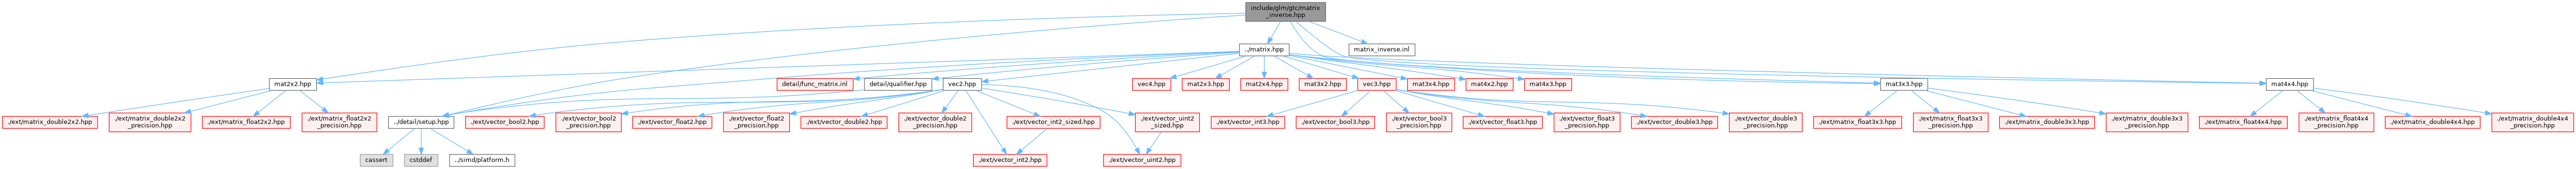 include/glm/gtc/matrix
_inverse.hpp
../matrix.hpp
matrix_inverse.inl
mat2x2.hpp
detail/func_matrix.inl
detail/qualifier.hpp
vec2.hpp
vec4.hpp
mat2x3.hpp
mat2x4.hpp
mat3x2.hpp
vec3.hpp
mat3x4.hpp
mat4x2.hpp
mat4x3.hpp
mat3x3.hpp
mat4x4.hpp
./ext/matrix_double2x2.hpp
./ext/matrix_double2x2
_precision.hpp
./ext/matrix_float2x2.hpp
./ext/matrix_float2x2
_precision.hpp
../detail/setup.hpp
./ext/vector_bool2.hpp
./ext/vector_bool2
_precision.hpp
./ext/vector_float2.hpp
./ext/vector_float2
_precision.hpp
./ext/vector_double2.hpp
./ext/vector_double2
_precision.hpp
./ext/vector_int2_sized.hpp
./ext/vector_uint2
_sized.hpp
./ext/vector_int3.hpp
./ext/vector_bool3.hpp
./ext/vector_bool3
_precision.hpp
./ext/vector_float3.hpp
./ext/vector_float3
_precision.hpp
./ext/vector_double3.hpp
./ext/vector_double3
_precision.hpp
./ext/matrix_float3x3.hpp
./ext/matrix_float3x3
_precision.hpp
./ext/matrix_double3x3.hpp
./ext/matrix_double3x3
_precision.hpp
./ext/matrix_float4x4.hpp
./ext/matrix_float4x4
_precision.hpp
./ext/matrix_double4x4.hpp
./ext/matrix_double4x4
_precision.hpp
cassert
cstddef
../simd/platform.h
./ext/vector_int2.hpp
./ext/vector_uint2.hpp